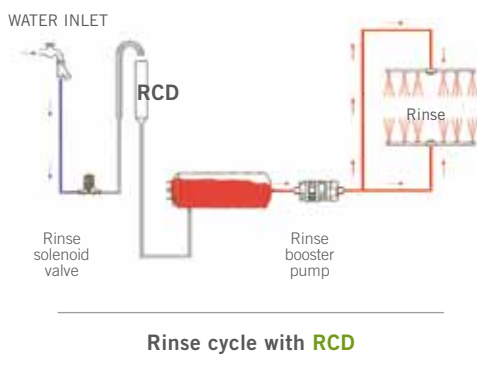 WATER INLET
RCD
Rinse
Rinse
solenoid
valve
Rinse
booster
pump
Rinse cycle with RCD